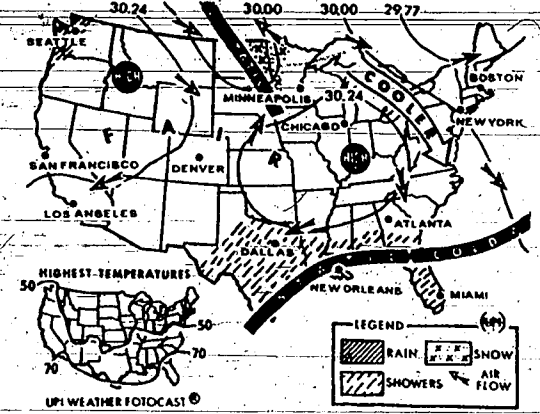 30.24 30.00 30.00 29.77
SEATTLE
HIGH
BOSTON
COOLER
MINNEAPOLIS
30.24
CHICAGO
NEW YORK
FAIR
HIGH
SAN FRANCISCO
DENVER
LOS ANGELES
ATLANTA
DALLAS
NEW ORLEANS
MIAMI
HIGHEST TEMPERATURES
50
50
70
70
UPI WEATHER FOTOCAST ®
LEGEND
UPI
RAIN
SNOW
SHOWERS
AIR
FLOW